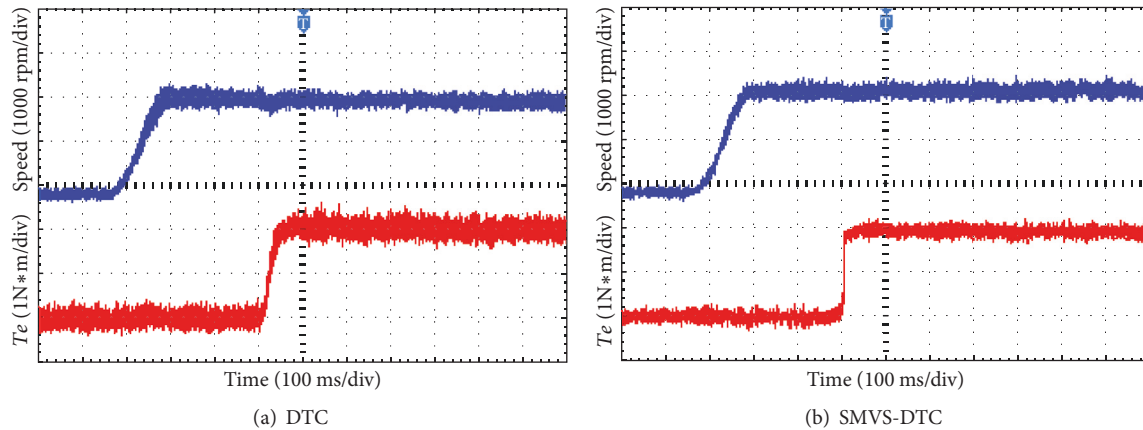 T
T
Speed (1000 rpm/div)
Te (1N*m/div)
Speed (1000 rpm/div)
Te (1N*m/div)
Time (100 ms/div)
Time (100 ms/div)
(a) DTC
(b) SMVS-DTC